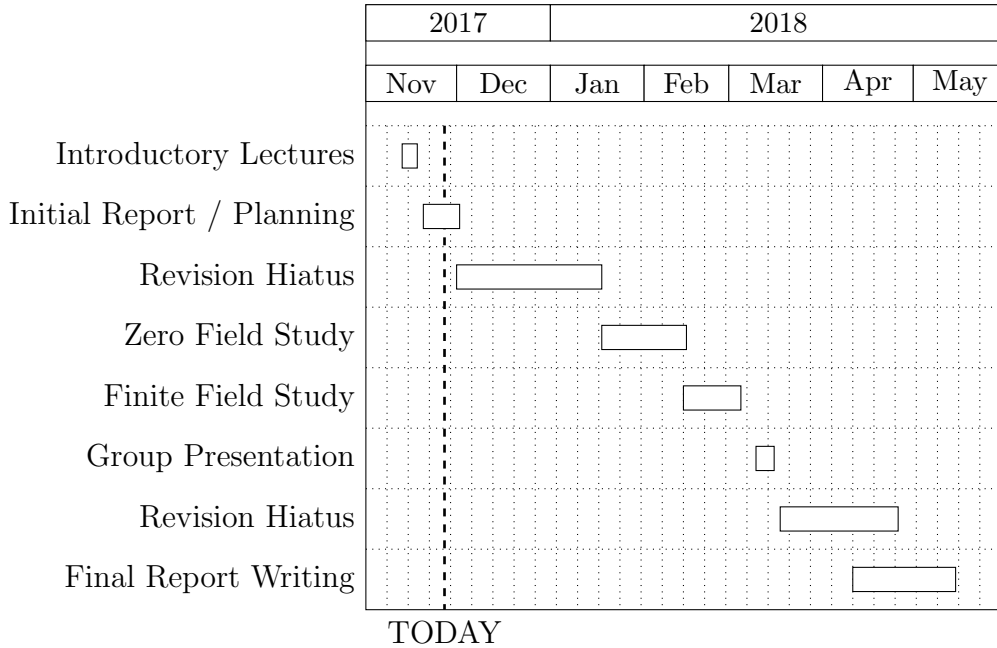 2017 2018
Nov Dec Jan Feb Mar Apr May
Introductory Lectures
Initial Report / Planning
Revision Hiatus
Zero Field Study
Finite Field Study
Group Presentation
Revision Hiatus
Final Report Writing
TODAY